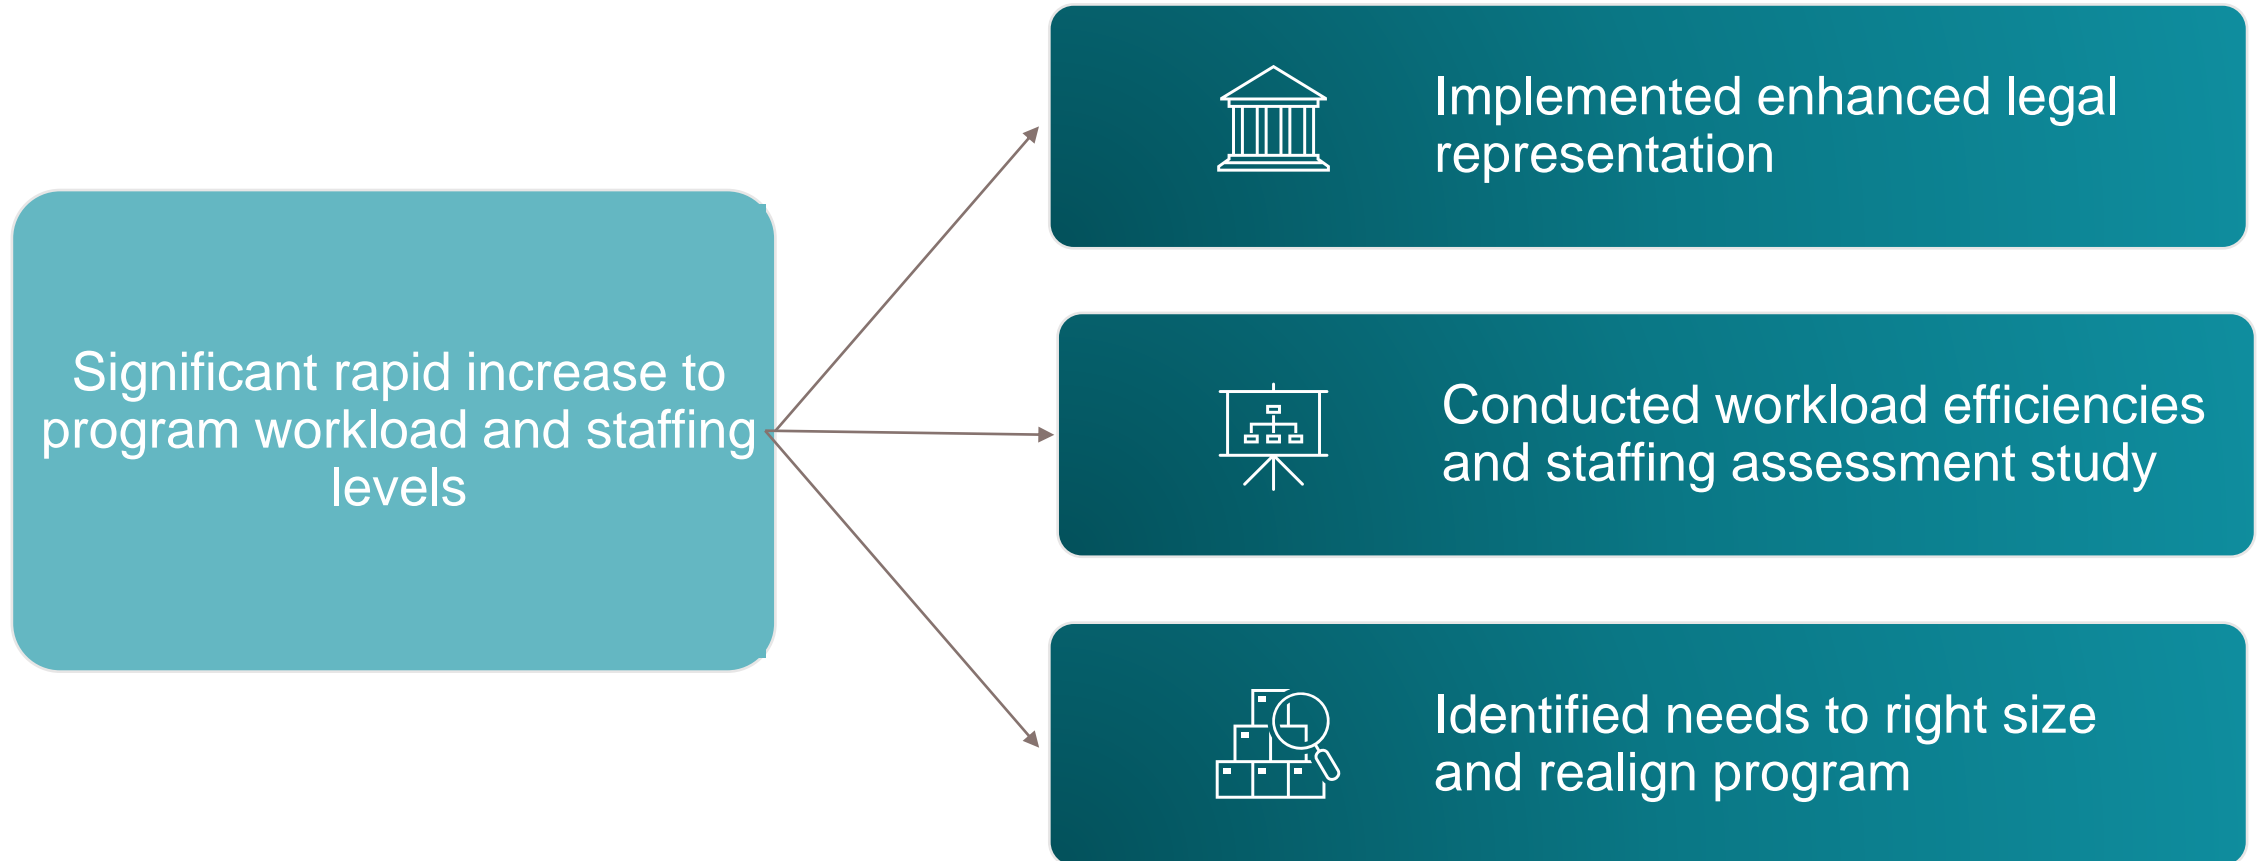 Significant rapid increase to
program workload and staffing
levels
Implemented enhanced legal
representation
Conducted workload efficiencies
and staffing assessment study
Identified needs to right size
and realign program